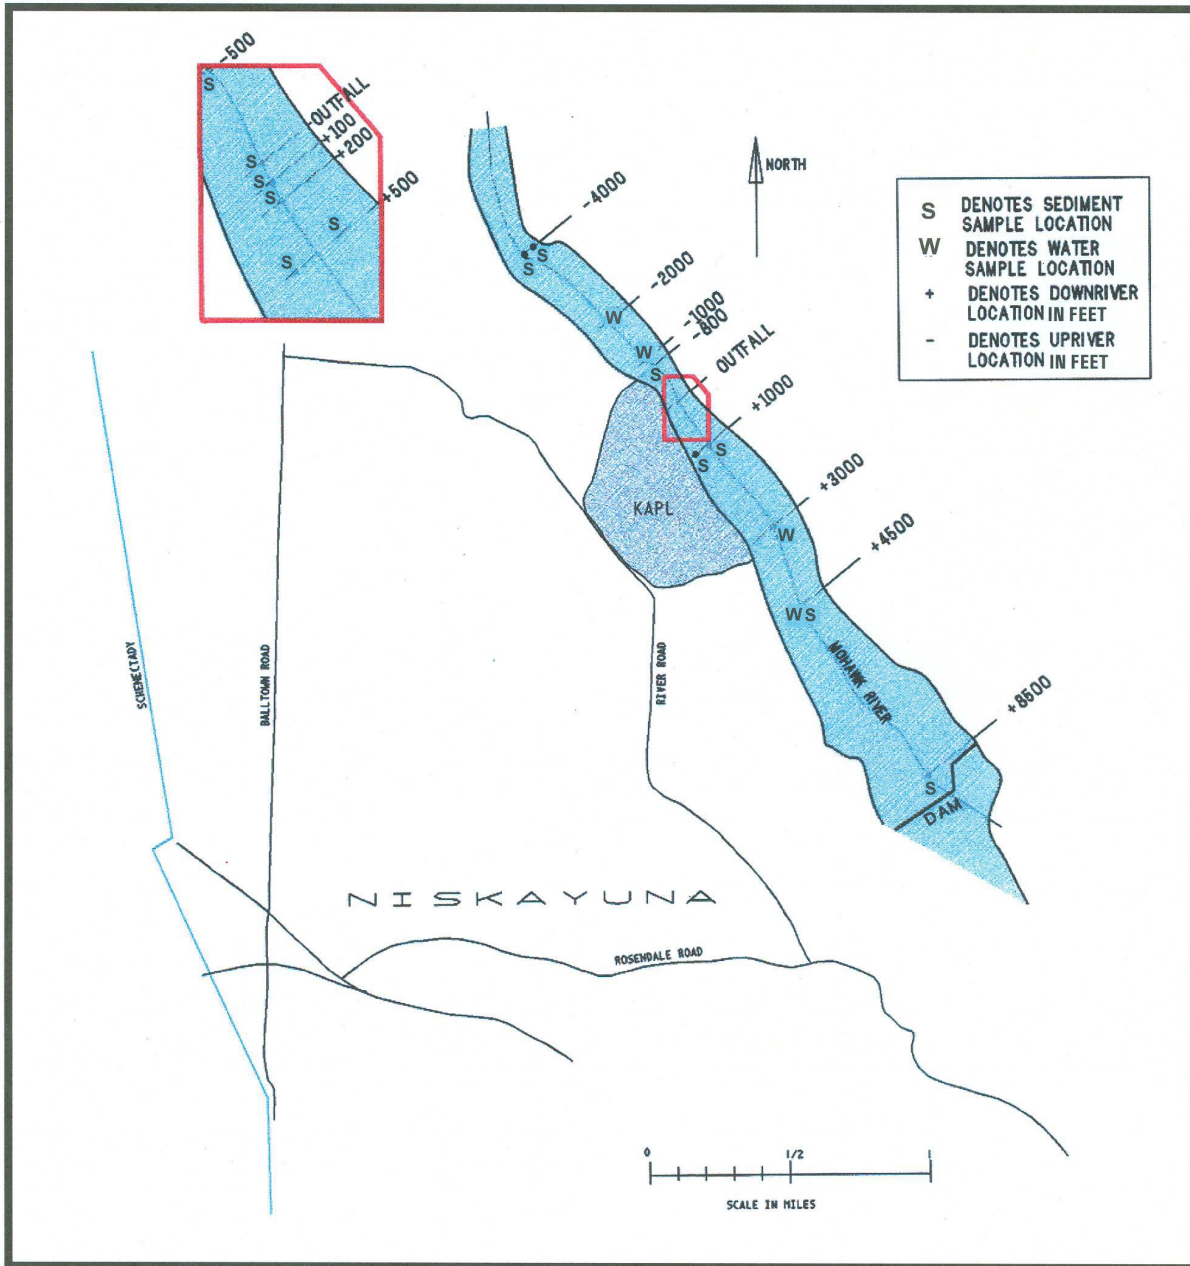 -500
S
-OUTFALL
+100
+200
S
S
S
+500
S
S
-4000
S
S
NORTH
-2000
W
-1000
-800
W
S
OUTFALL
+1000
S
S
KAPL
+3000
W
+4500
WS
MOHAWK RIVER
+8500
S
DAM
S DENOTES SEDIMENT
SAMPLE LOCATION
W DENOTES WATER
SAMPLE LOCATION
+ DENOTES DOWNRIVER
LOCATION IN FEET
- DENOTES UPRIVER
LOCATION IN FEET
SCHENECTADY
BALLTOWN ROAD
RIVER ROAD
NISKAYUNA
ROSENDALE ROAD
0 1/2 1
SCALE IN MILES